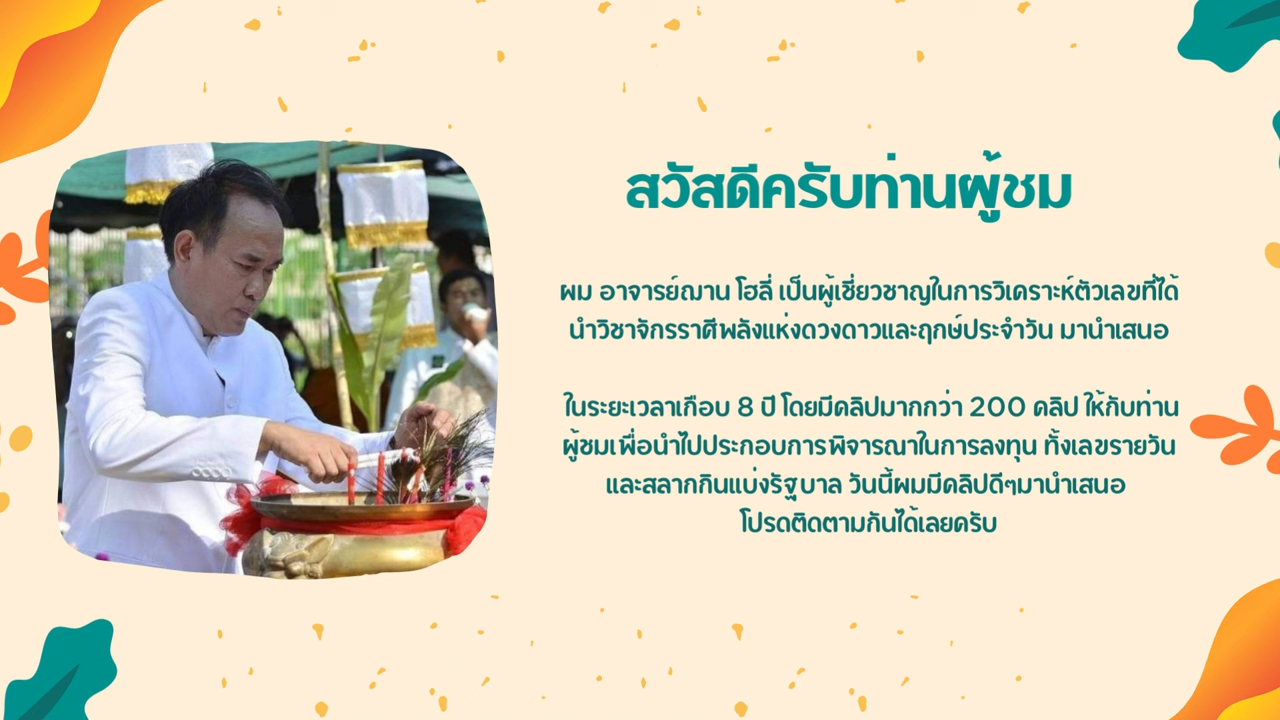 สวัสดีครับท่านผู้ชม
ผม อาจารย์ฌาน โฮลี่ เป็นผู้เชี่ยวชาญในการวิเคราะห์ตัวเลขที่ได้
นำวิชาจักรราศีพลังแห่งดวงดาวและฤกษ์ประจำวัน มานำเสนอ
ในระยะเวลาเกือบ 8 ปี โดยมีคลิปมากกว่า 200 คลิป ให้กับท่าน
ผู้ชมเพื่อนำไปประกอบการพิจารณาในการลงทุน ทั้งเลขรายวัน
และสลากกินแบ่งรัฐบาล วันนี้ผมมีคลิปดีๆมานำเสนอ
โปรดติดตามกันได้เลยครับ